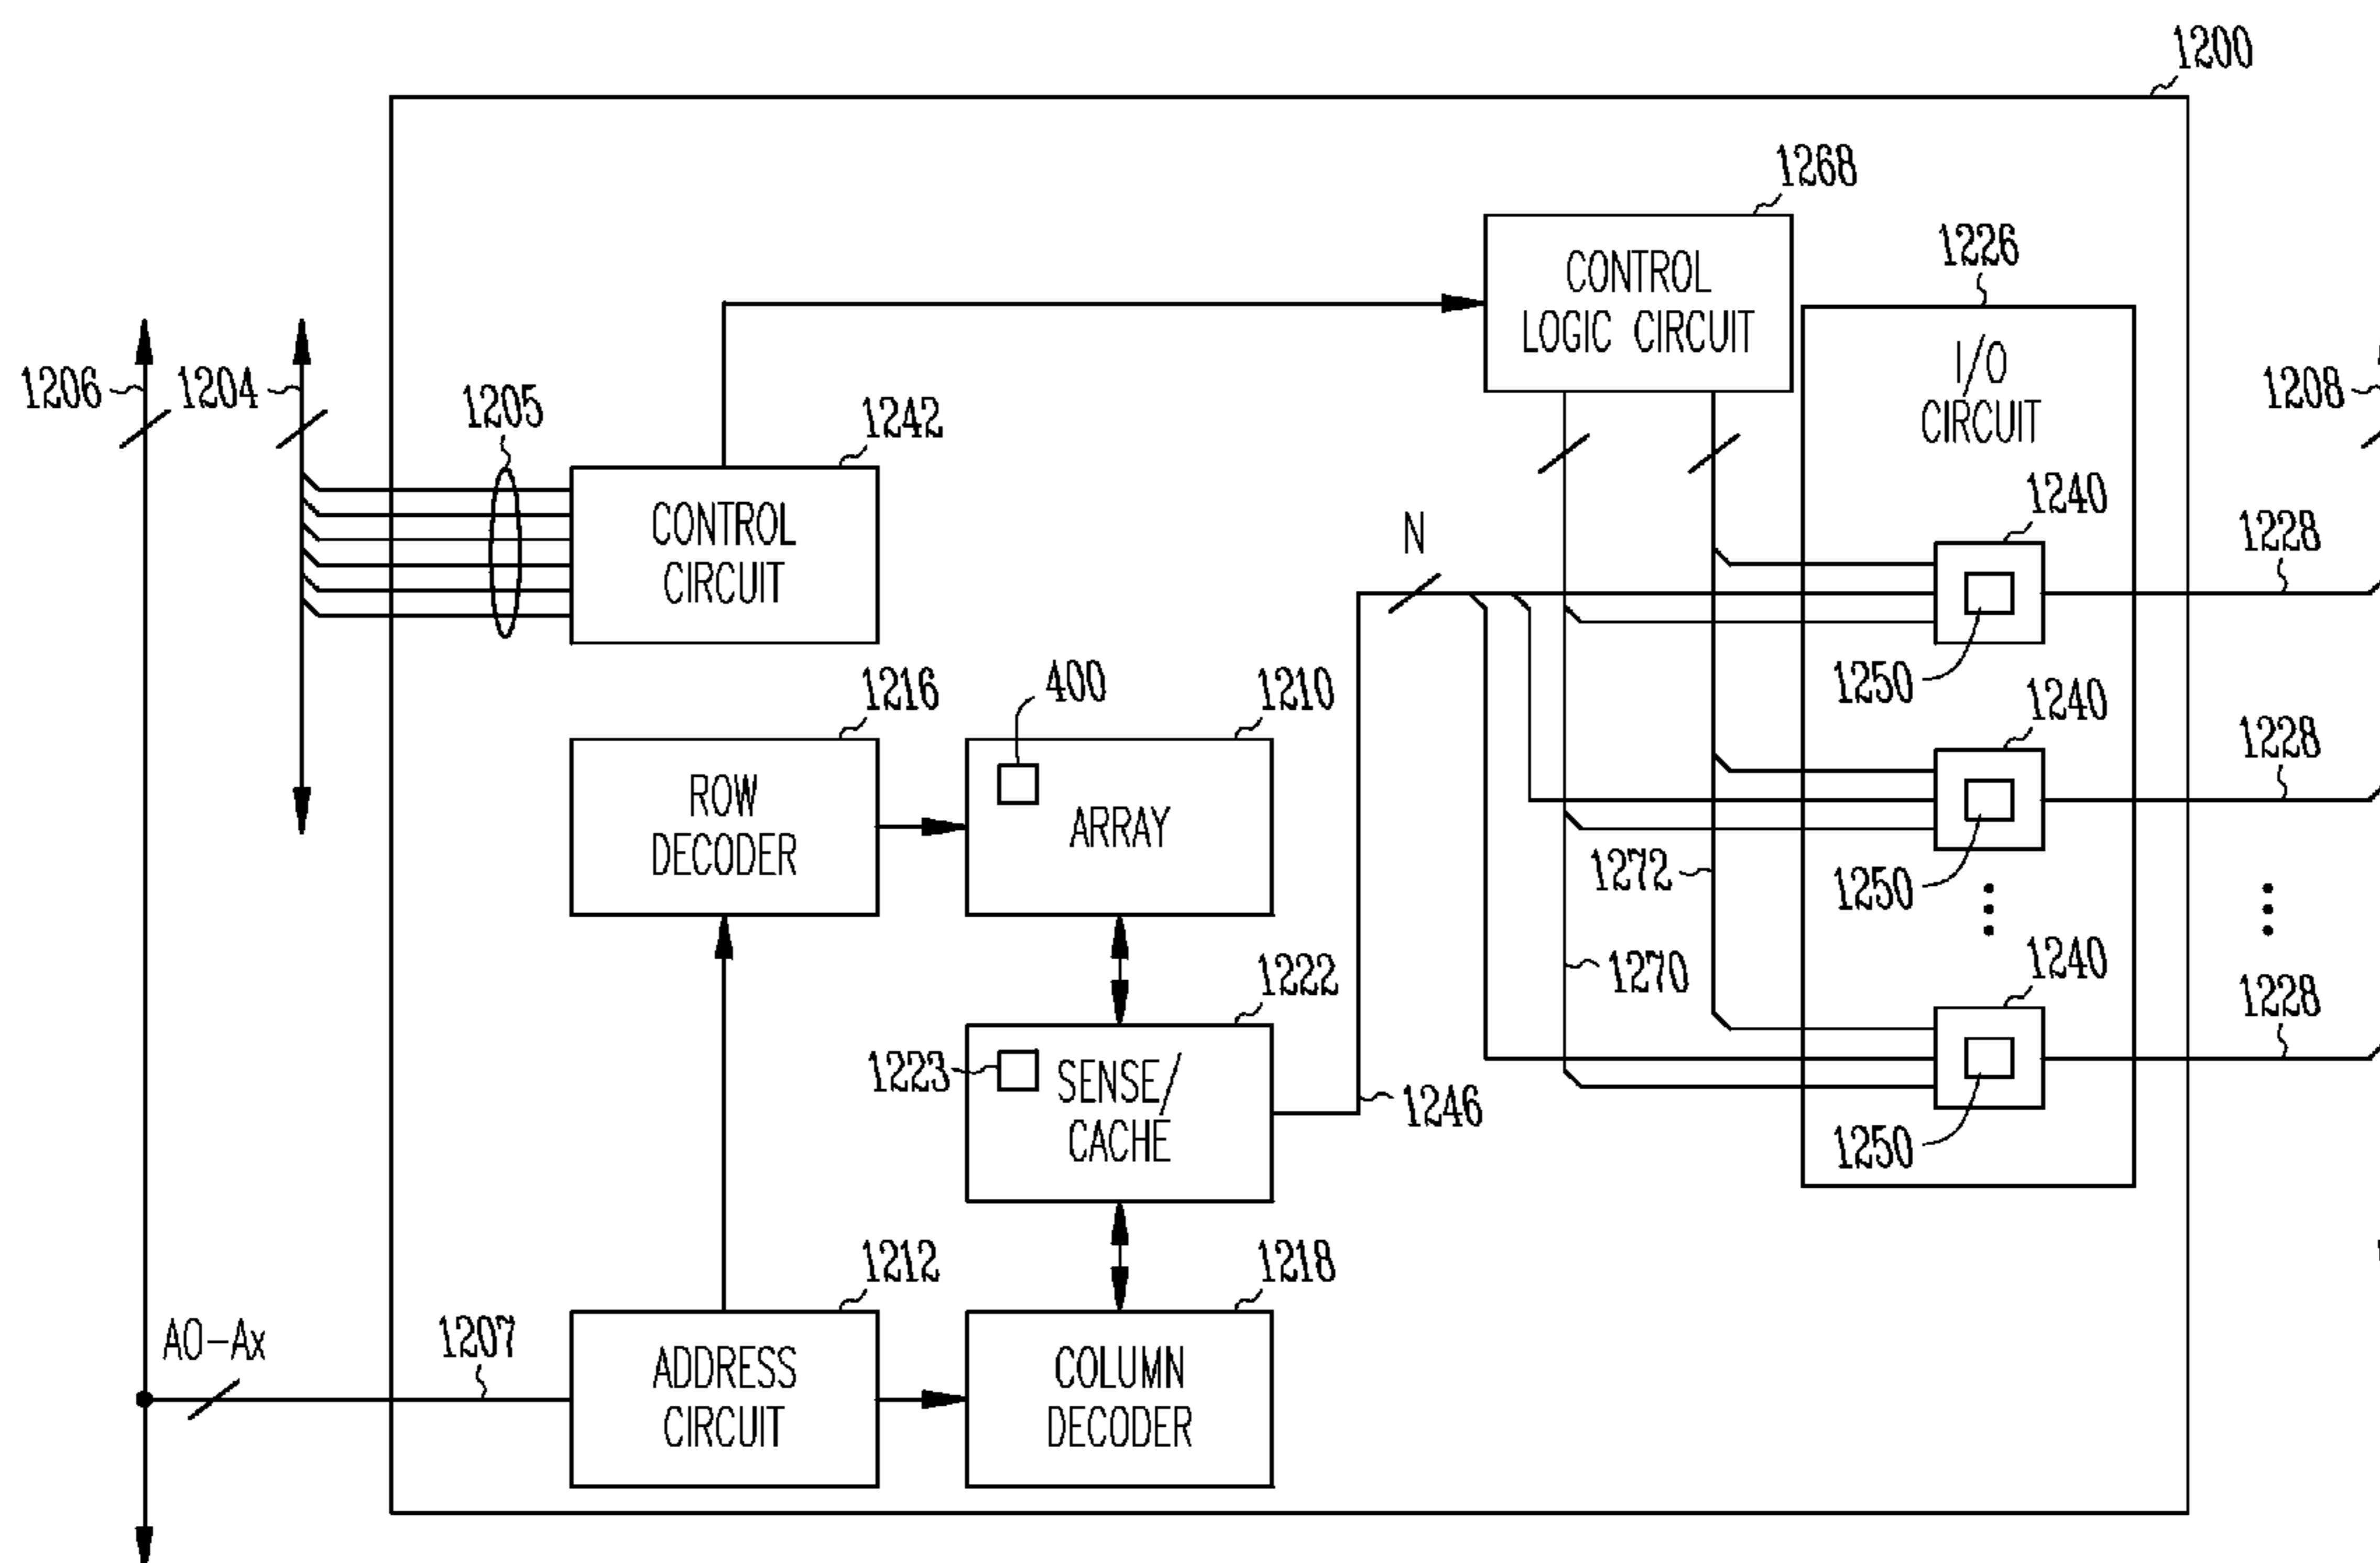 1200
1268
CONTROL
LOGIC CIRCUIT
1226
I/O
CIRCUIT
1206
1204
1205
1242
1208
CONTROL
CIRCUIT
N
1240
1228
1250
1216
400
1210
1240
1228
ROW
DECODER
ARRAY
1272
1250
1222
1270
1240
1228
1223
SENSE/
CACHE
1246
1250
1212
1218
A0-Ax
1207
ADDRESS
CIRCUIT
COLUMN
DECODER